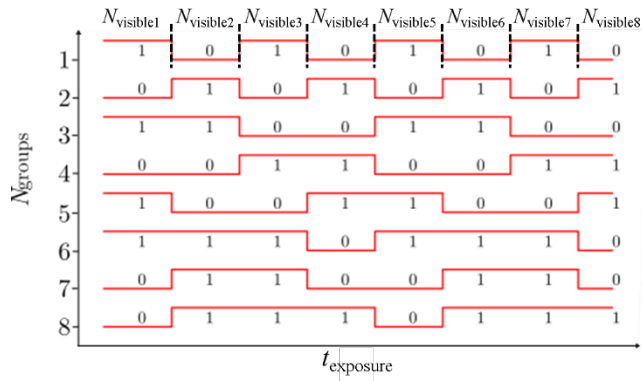 Nvisible1 Nvisible2 Nvisible3 Nvisible4 Nvisible5 Nvisible6 Nvisible7 Nvisible8
1 1 0 1 0 1 0 1 0
2 0 1 0 1 0 1 0 1
3 1 1 0 0 1 1 0 0
4 0 0 1 1 0 0 1 1
5 1 0 0 1 1 0 0 1
6 1 1 1 0 1 1 1 0
7 0 1 1 0 0 1 1 0
8 0 1 1 1 0 1 1 1
Ngroups
texposure